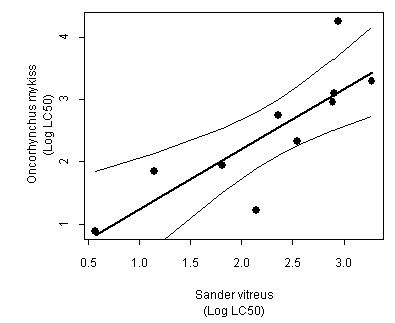 Oncorhynchus mykiss
(Log LC50)
4
3
2
1
0.5 1.0 1.5 2.0 2.5 3.0
Sander vitreus
(Log LC50)